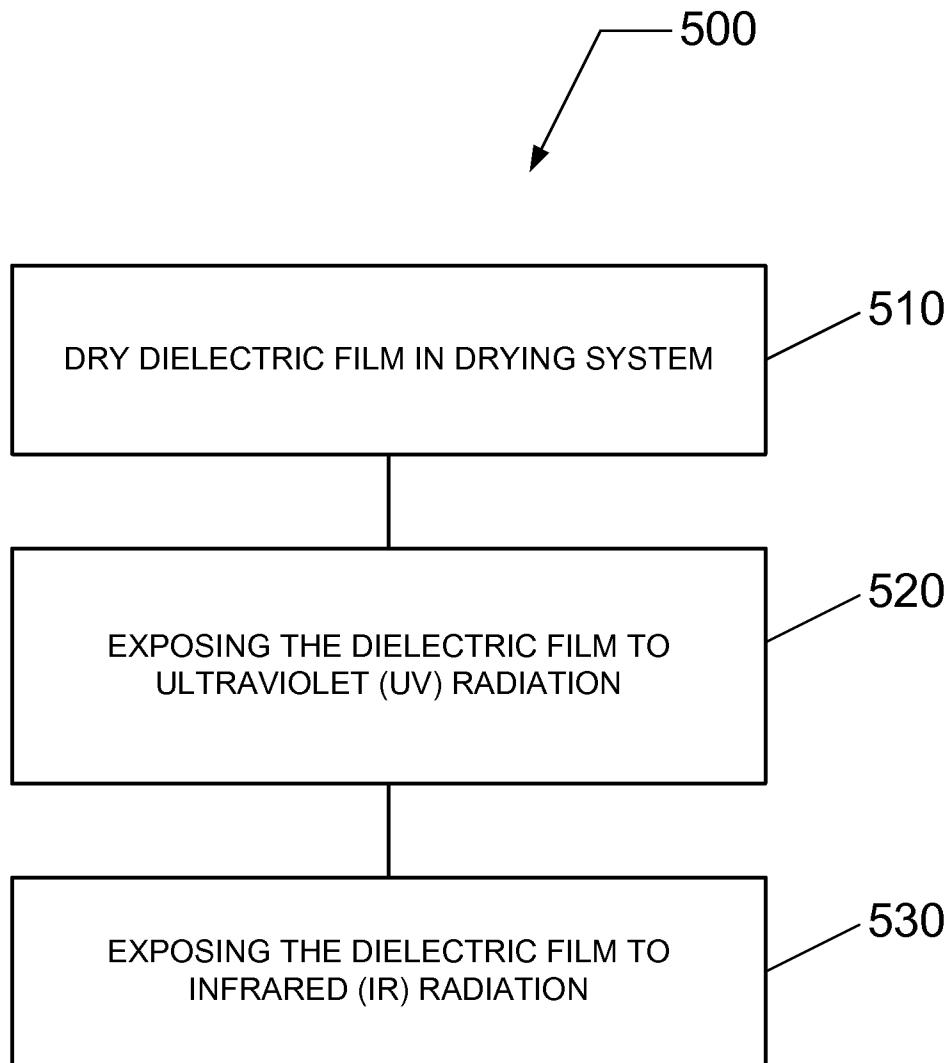 500
DRY DIELECTRIC FILM IN DRYING SYSTEM
510
EXPOSING THE DIELECTRIC FILM TO
ULTRAVIOLET (UV) RADIATION
520
EXPOSING THE DIELECTRIC FILM TO
INFRARED (IR) RADIATION
530